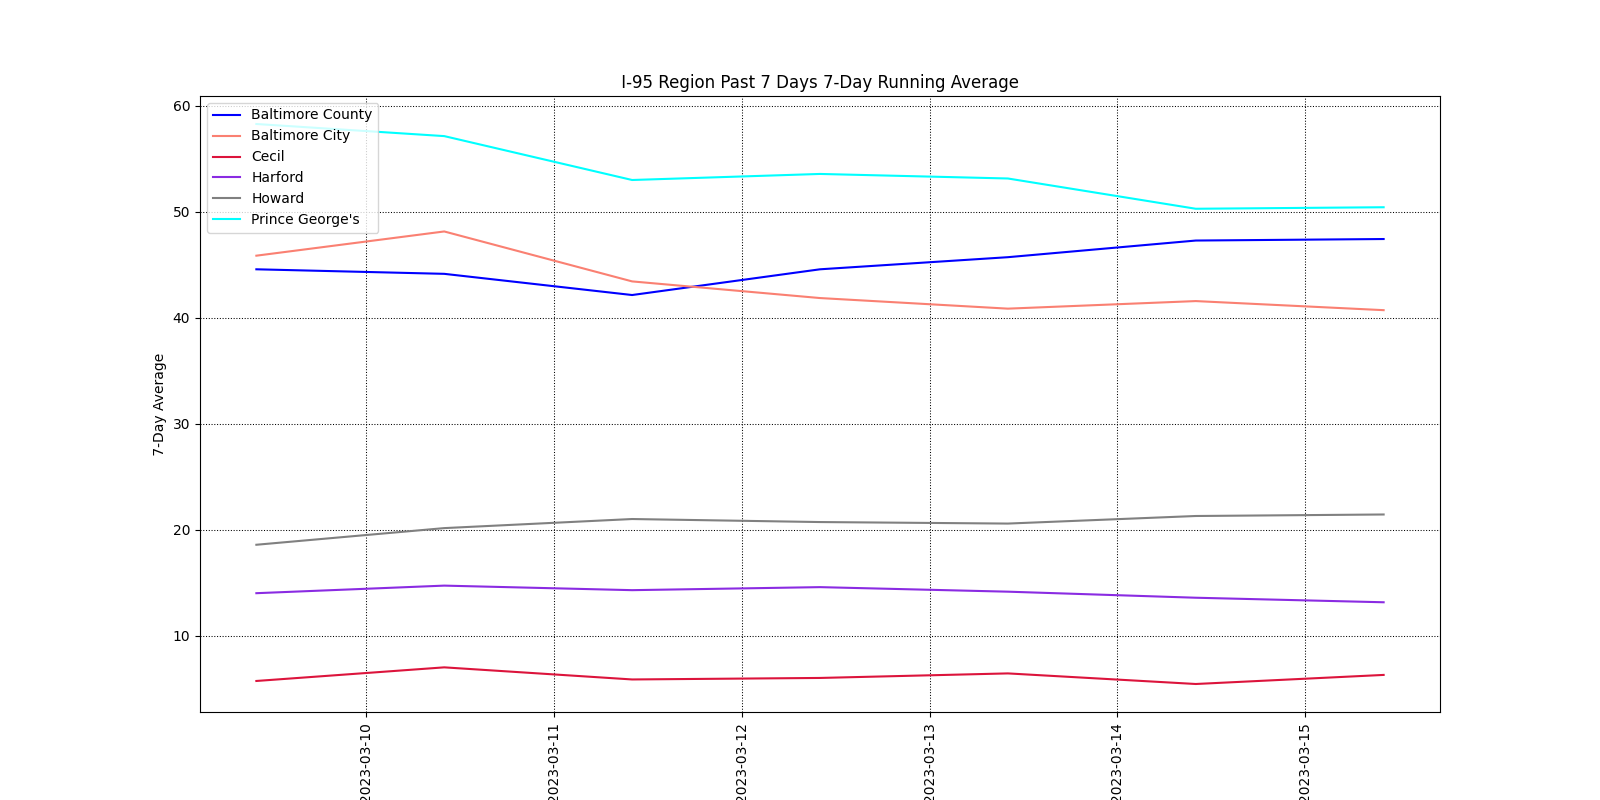 I-95 Region Past 7 Days 7-Day Running Average
Baltimore County
Baltimore City
Cecil
Harford
Howard
Prince George's
7-Day Average
60
50
40
30
20
10
2023-03-10
2023-03-11
2023-03-12
2023-03-13
2023-03-14
2023-03-15